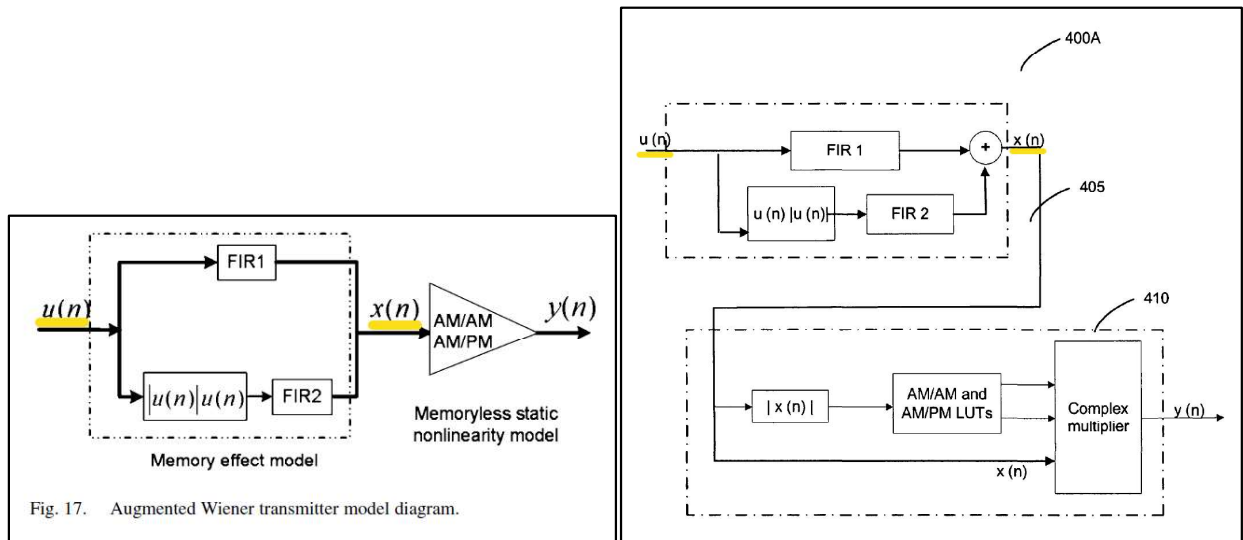 u(n)
FIR1
|u(n)|u(n)
FIR2
x(n)
AM/AM
AM/PM
y(n)
Memory effect model
Memoryless static
nonlinearity model
Fig. 17. Augmented Wiener transmitter model diagram.
400A
u (n)
FIR 1
+
x (n)
405
u (n) |u (n)|
FIR 2
410
| x (n) |
AM/AM and
AM/PM LUTs
Complex
multiplier
y (n)
x (n)